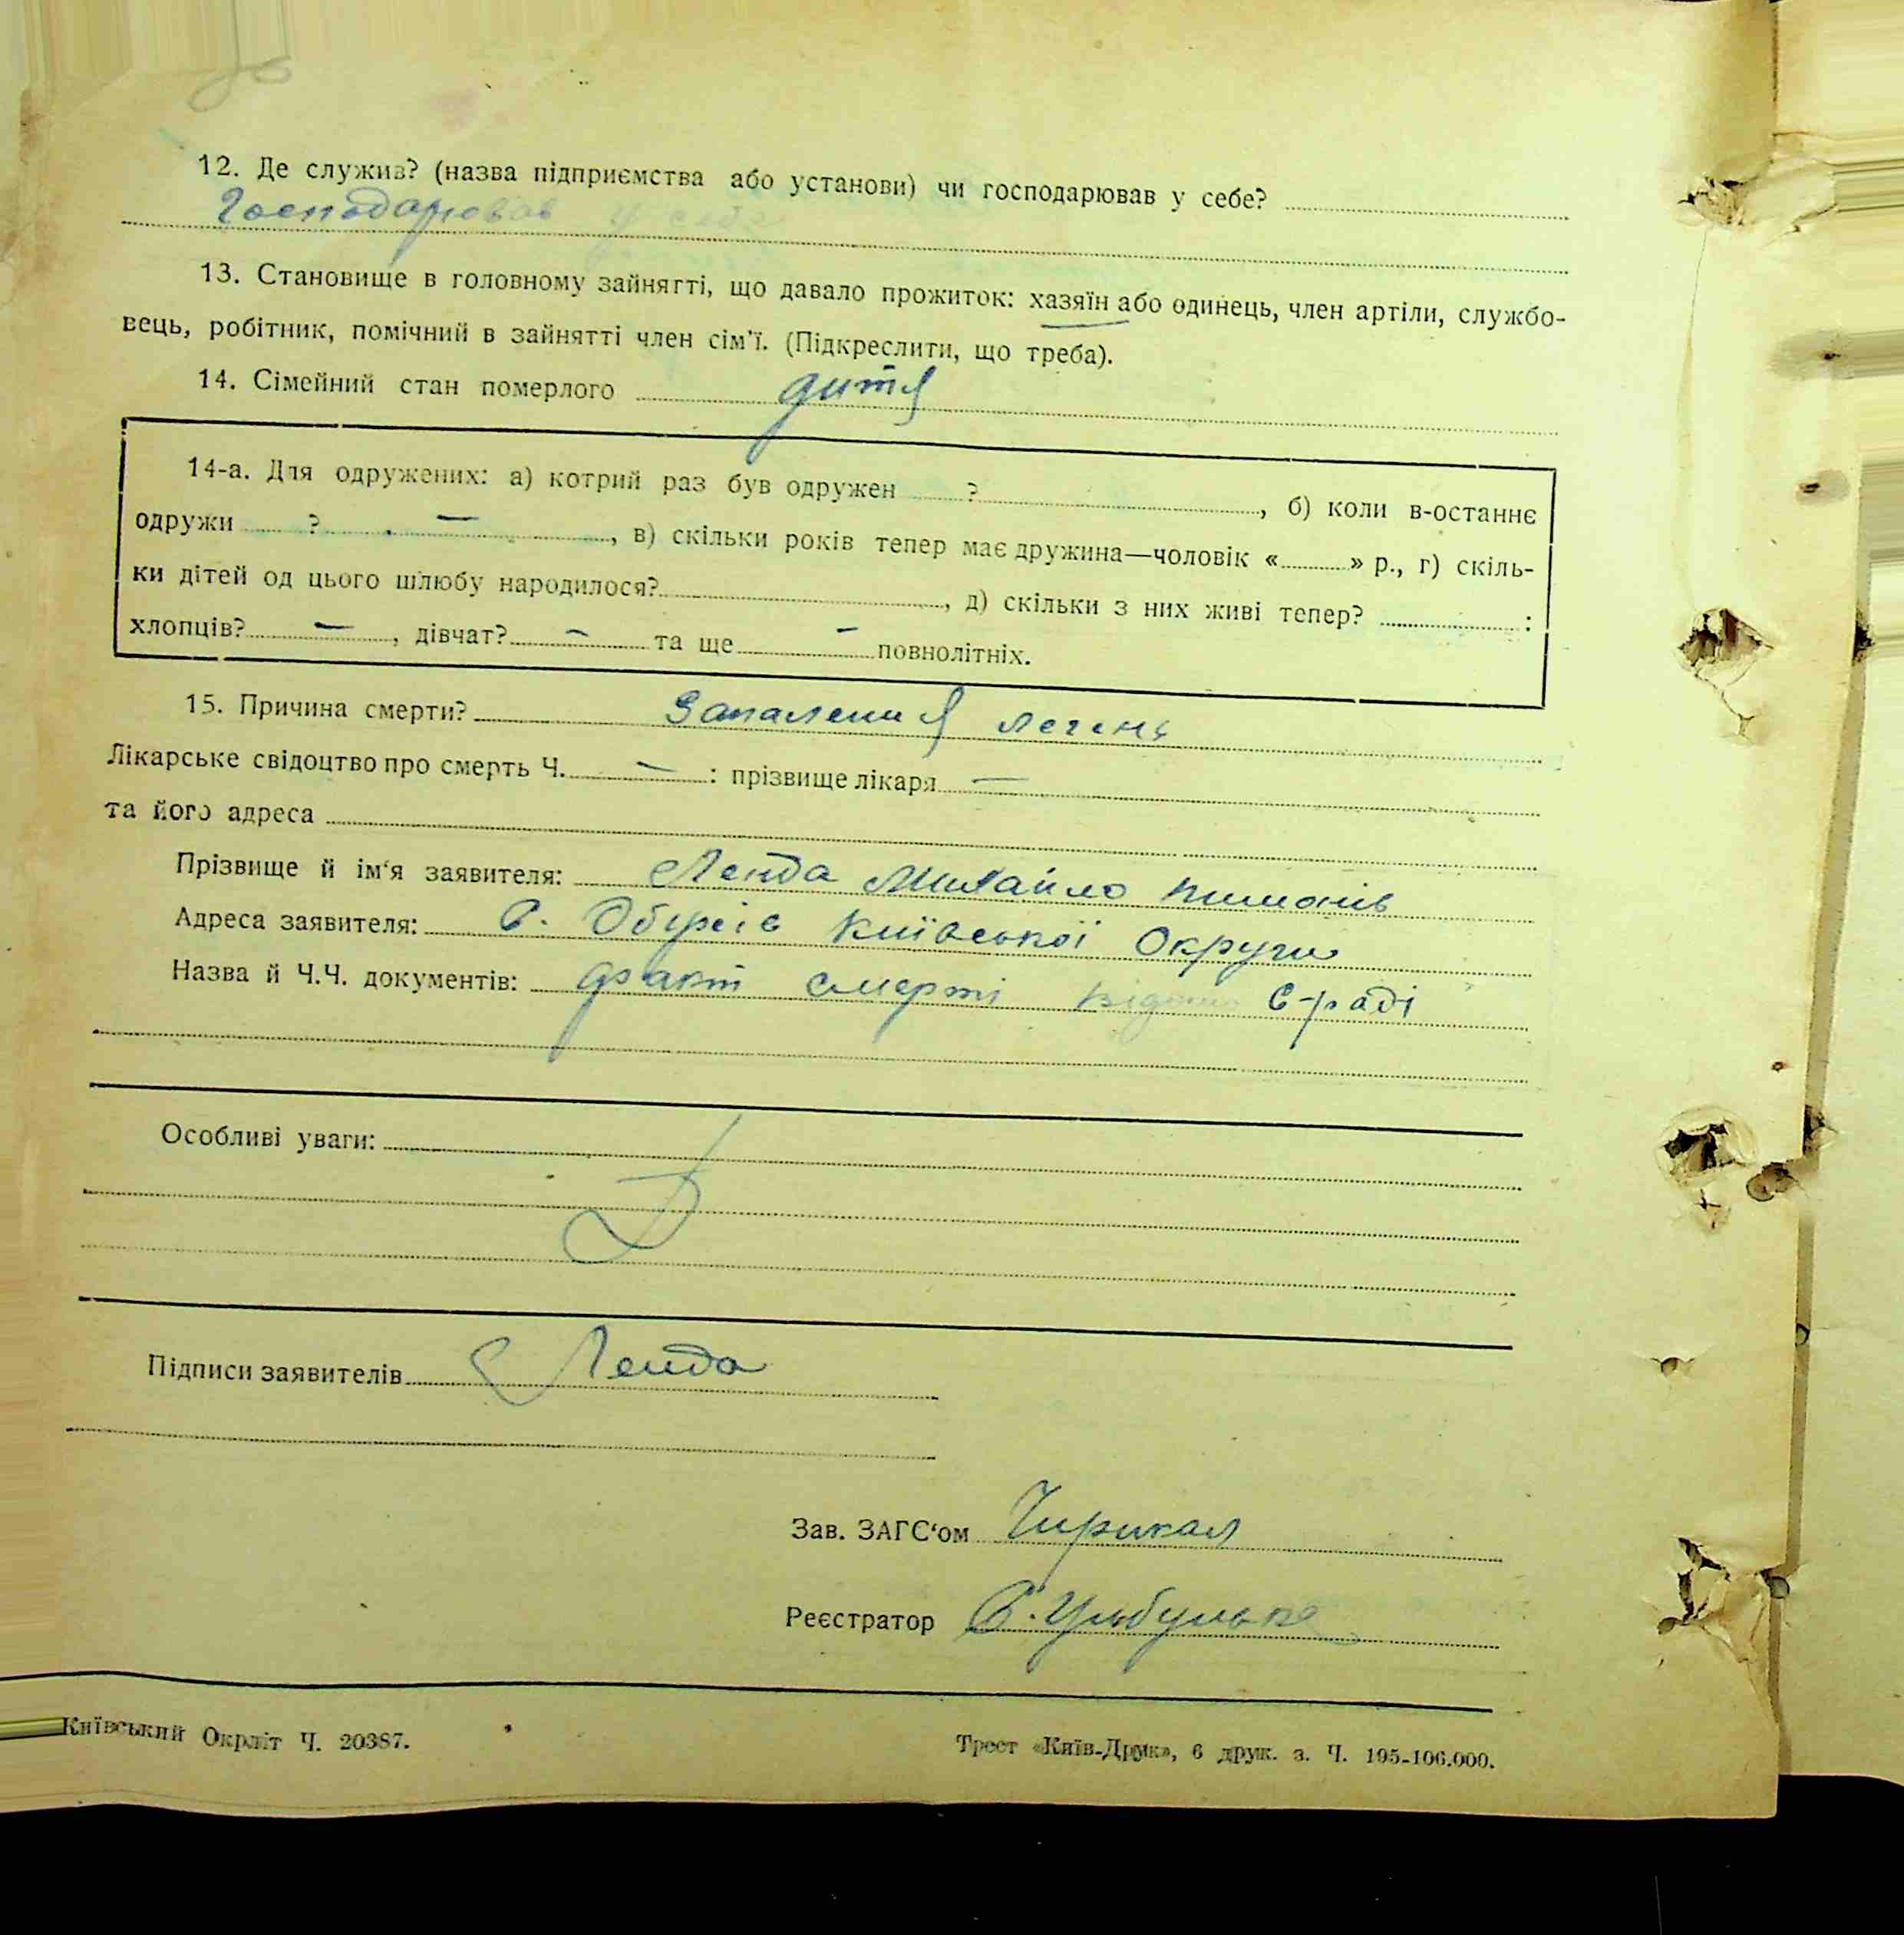 12. Де служив? (назва підприємства або установи) чи господарював у себе?
Господарював у себе
13. Становище в головному зайнятті, що давало прожиток: хазяїн або одинець, член артіли, службо-
вець, робітник, помічний в зайнятті член сім'ї. (Підкреслити, що треба).
14. Сімейний стан померлого дитя
14-а. Для одружених: а) котрий раз був одружен ?, б) коли в-останнє
одружи ? —, в) скільки років тепер має дружина—чоловік «» р., г) скіль-
ки дітей од цього шлюбу народилося?, д) скільки з них живі тепер? :
хлопців? —, дівчат? — та ще — повнолітніх.
15. Причина смерти? Запалення легень
Лікарське свідоцтво про смерть Ч. — : прізвище лікаря —
та його адреса
Прізвище й ім'я заявителя: Ленда Михайло
Адреса заявителя: С. Київської Округи
Назва й Ч.Ч. документів: факт смерті відом С-раді
Особливі уваги:
Підписи заявителів Ленда
Зав. ЗАГС'ом Чирикал
Реєстратор С. Цыбулько
Київський Окрліт Ч. 20387.
Трест «Київ-Друк», 6 друк. з. Ч. 195-106.000.